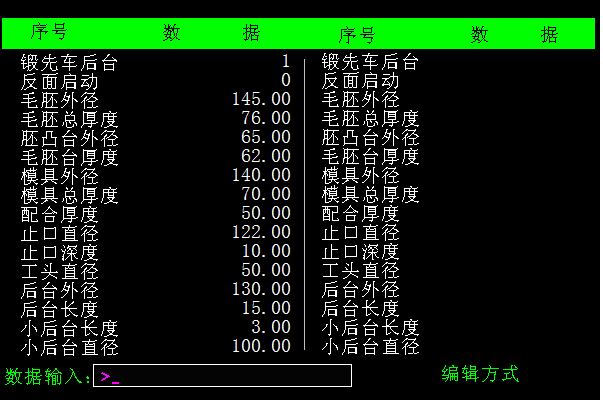 序号 数 据 序号 数 据
锻先车后台 1 锻先车后台
反面启动 0 反面启动
毛胚外径 145.00 毛胚外径
毛胚总厚度 76.00 毛胚总厚度
胚凸台外径 65.00 胚凸台外径
毛胚台厚度 62.00 毛胚台厚度
模具外径 140.00 模具外径
模具总厚度 70.00 模具总厚度
配合厚度 50.00 配合厚度
止口直径 122.00 止口直径
止口深度 10.00 止口深度
工头直径 50.00 工头直径
后台外径 130.00 后台外径
后台长度 15.00 后台长度
小后台长度 3.00 小后台长度
小后台直径 100.00 小后台直径
数据输入: >_ 编辑方式